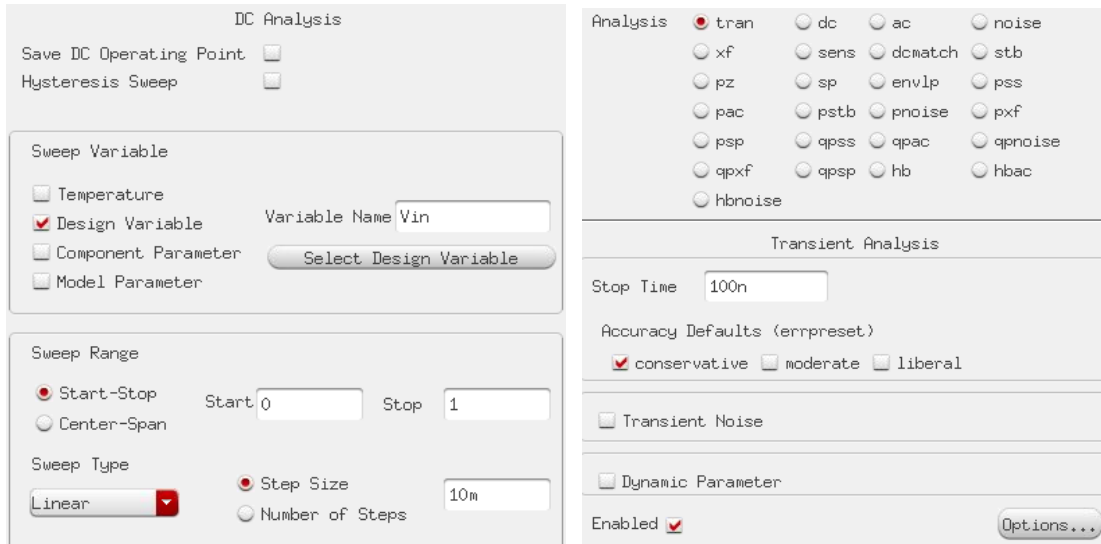 DC Analysis
Save DC Operating Point
Hysteresis Sweep
Sweep Variable
Temperature
Design Variable
Variable Name Vin
Component Parameter
Select Design Variable
Model Parameter
Sweep Range
Start-Stop
Center-Span
Start 0 Stop 1
Sweep Type
Linear
Step Size
Number of Steps
10m
Analysis tran dc ac noise
xf sens dcmatch stb
pz sp envlp pss
pac pstb pnoise pxf
psp qpss qpac qpnoise
qpxf qpsp hb hbac
hbnoise
Transient Analysis
Stop Time 100n
Accuracy Defaults (errpreset)
conservative moderate liberal
Transient Noise
Dynamic Parameter
Enabled Options...